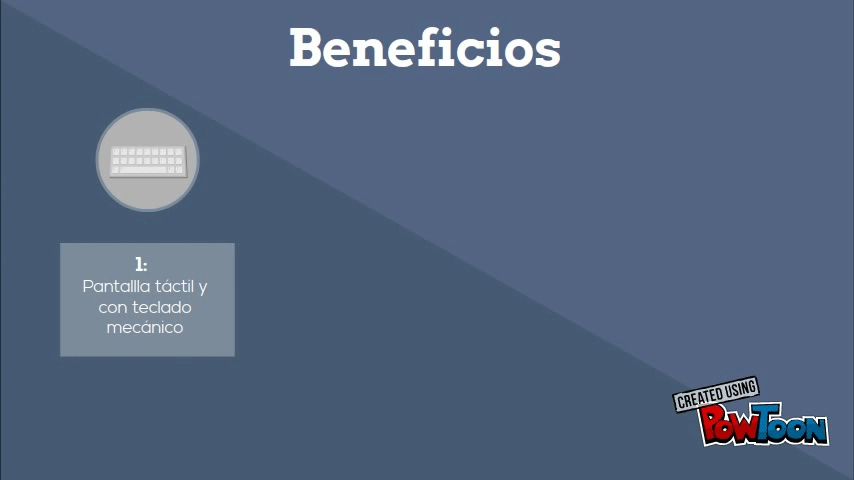 Beneficios
1:
Pantallla táctil y
con teclado
mecánico
CREATED USING
POWTOON